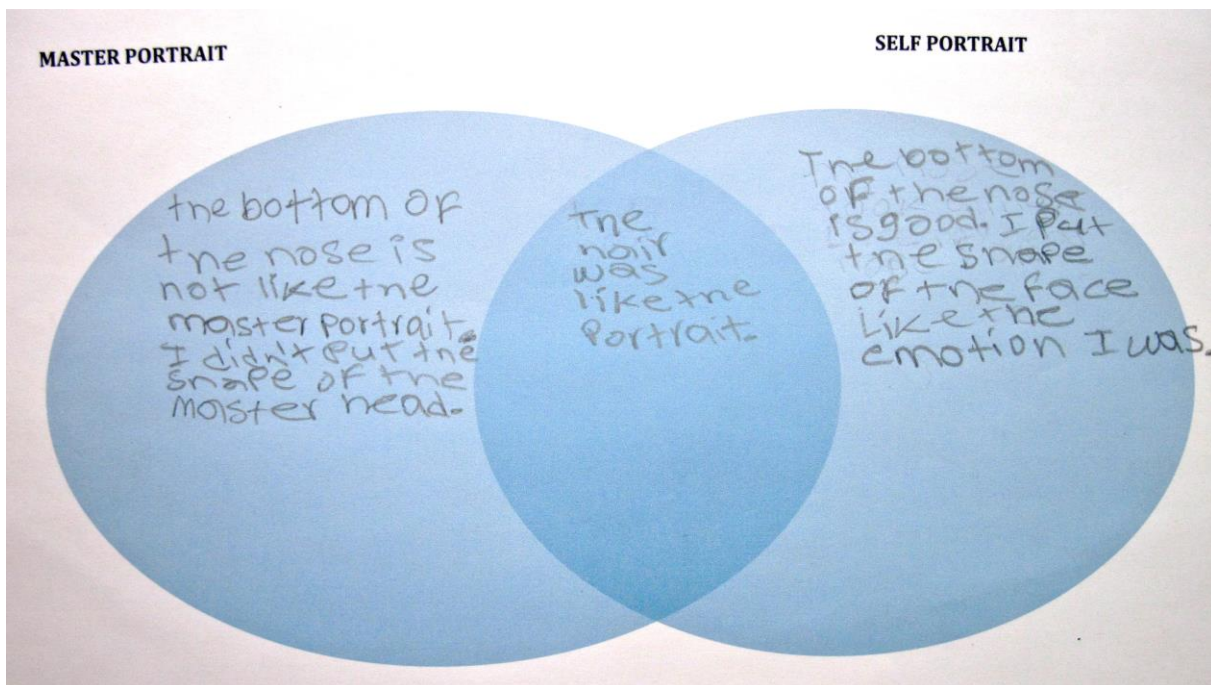 MASTER PORTRAIT
the bottom of
the nose is
not like the
master portrait.
I didn't put the
shape of the
master head.
the
hair
was
like the
portrait.
SELF PORTRAIT
The bottom
of the nose
is good. I put
the shape
of the face
like the
emotion I was.